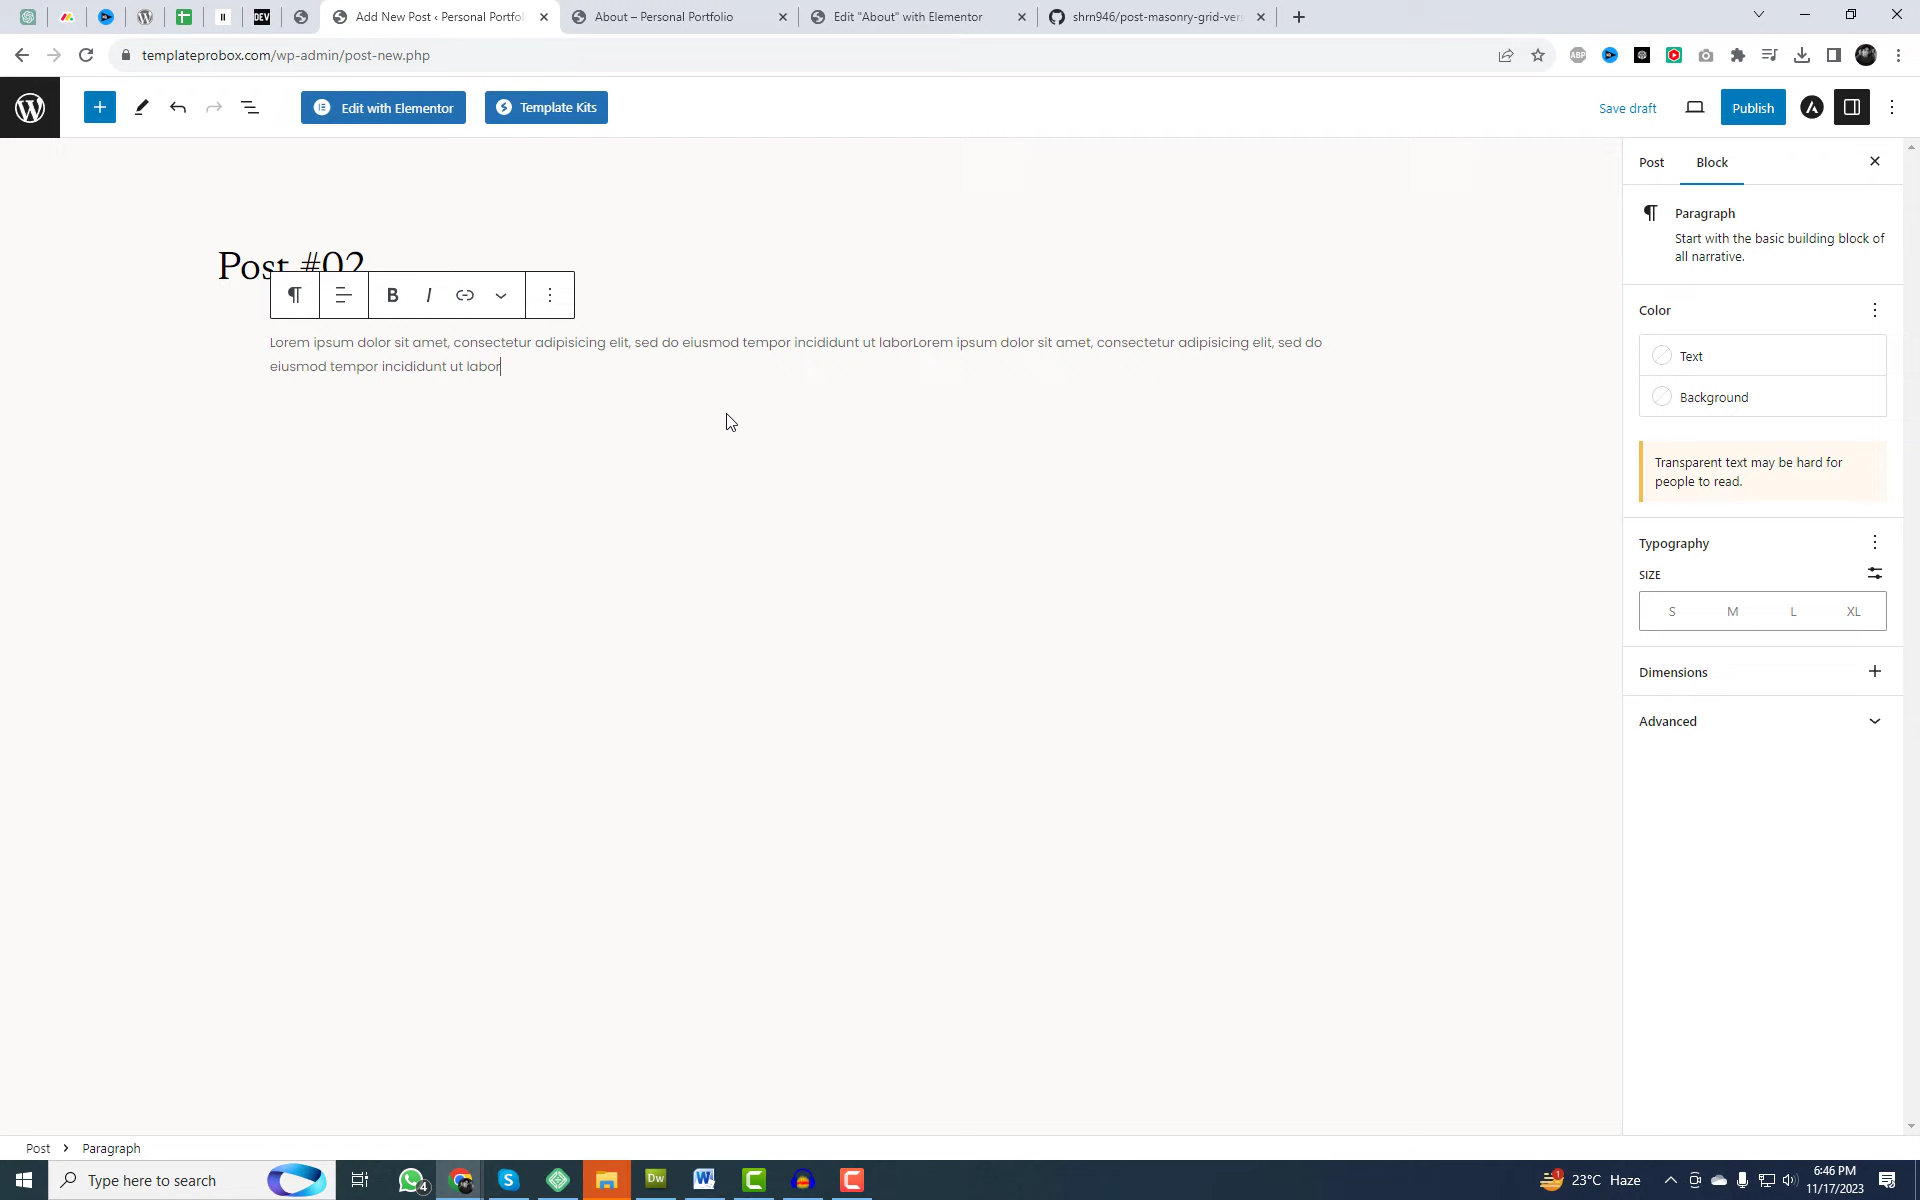 Add New Post ‹ Personal Portfol
About – Personal Portfolio
Edit "About" with Elementor
shrn946/post-masonry-grid-ver
templateprobox.com/wp-admin/post-new.php
Edit with Elementor
Template Kits
Save draft
Publish
Post
Block
Paragraph
Start with the basic building block of
all narrative.
Post #02
B
I
Color
Lorem ipsum dolor sit amet, consectetur adipisicing elit, sed do eiusmod tempor incididunt ut laborLorem ipsum dolor sit amet, consectetur adipisicing elit, sed do
eiusmod tempor incididunt ut labor
Text
Background
Transparent text may be hard for
people to read.
Typography
SIZE
S M L XL
Dimensions
Advanced
Post
Paragraph
Type here to search
4
Dw
1
23°C Haze
6:46 PM
11/17/2023